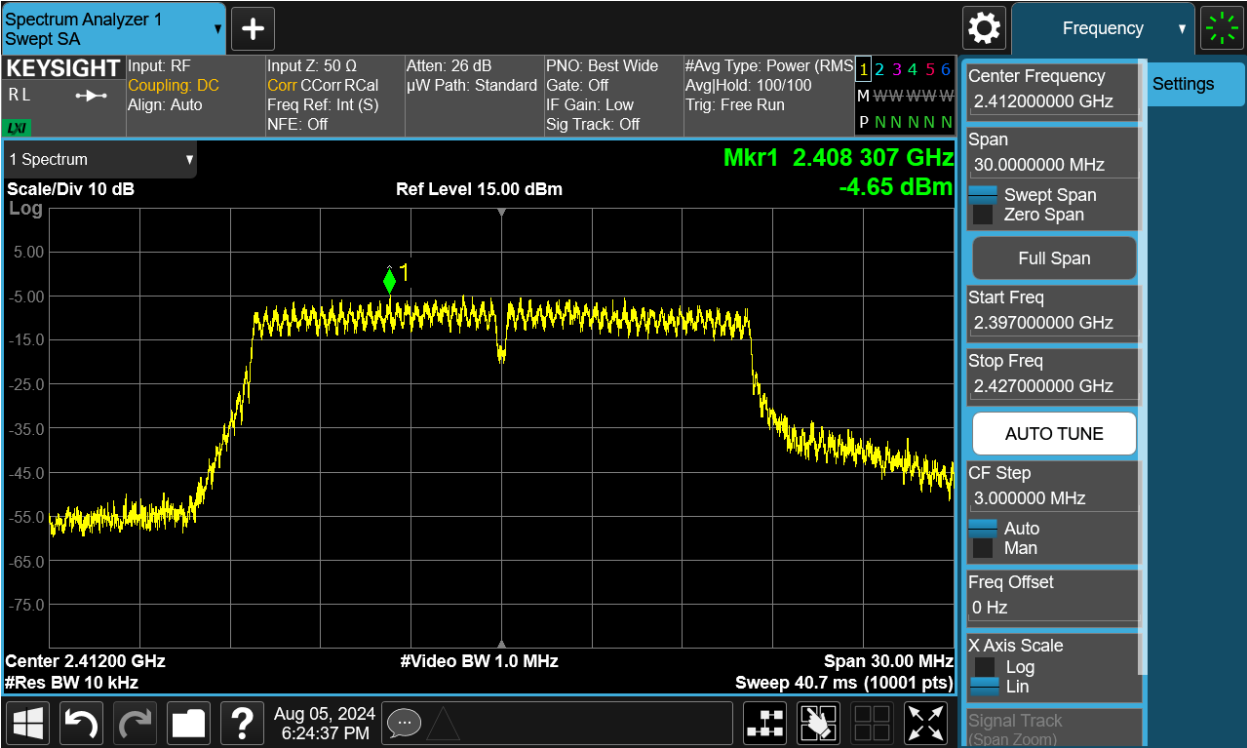 Spectrum Analyzer 1
Swept SA
+
Frequency
KEYSIGHT
R L
LXI
Input: RF
Coupling: DC
Align: Auto
Input Z: 50 Ω
Corr CCorr RCal
Freq Ref: Int (S)
NFE: Off
Atten: 26 dB
µW Path: Standard
PNO: Best Wide
Gate: Off
IF Gain: Low
Sig Track: Off
#Avg Type: Power (RMS
Avg|Hold: 100/100
Trig: Free Run
1 2 3 4 5 6
M W W W W W
P N N N N N
1 Spectrum
Mkr1 2.408 307 GHz
-4.65 dBm
Scale/Div 10 dB
Ref Level 15.00 dBm
Log
1
5.00
-5.00
-15.0
-25.0
-35.0
-45.0
-55.0
-65.0
-75.0
Center 2.41200 GHz
#Video BW 1.0 MHz
Span 30.00 MHz
#Res BW 10 kHz
Sweep 40.7 ms (10001 pts)
Center Frequency
2.412000000 GHz
Span
30.0000000 MHz
Swept Span
Zero Span
Full Span
Start Freq
2.397000000 GHz
Stop Freq
2.427000000 GHz
AUTO TUNE
CF Step
3.000000 MHz
Auto
Man
Freq Offset
0 Hz
X Axis Scale
Log
Lin
Signal Track
(Span Zoom)
Settings
?
Aug 05, 2024
6:24:37 PM